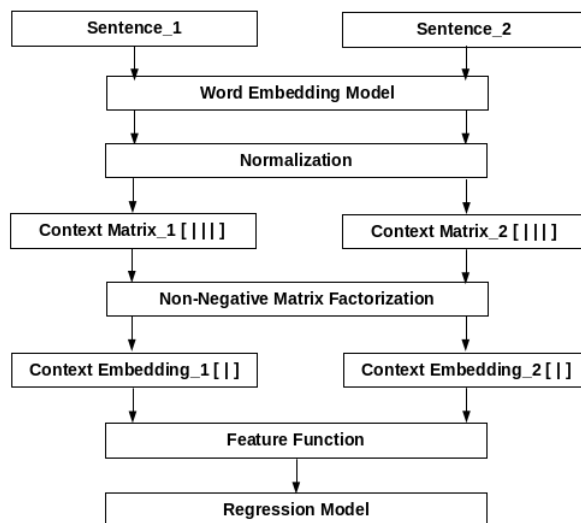 Sentence_1
Sentence_2
Word Embedding Model
Normalization
Context Matrix_1 [ | | | ]
Context Matrix_2 [ | | | ]
Non-Negative Matrix Factorization
Context Embedding_1 [ | ]
Context Embedding_2 [ | ]
Feature Function
Regression Model